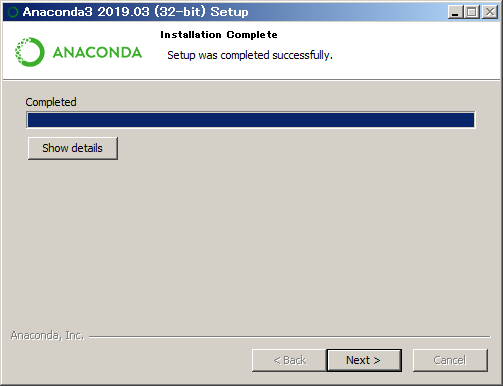 Anaconda3 2019.03 (32-bit) Setup
ANACONDA
Installation Complete
Setup was completed successfully.
Completed
Show details
Anaconda, Inc.
< Back
Next >
Cancel